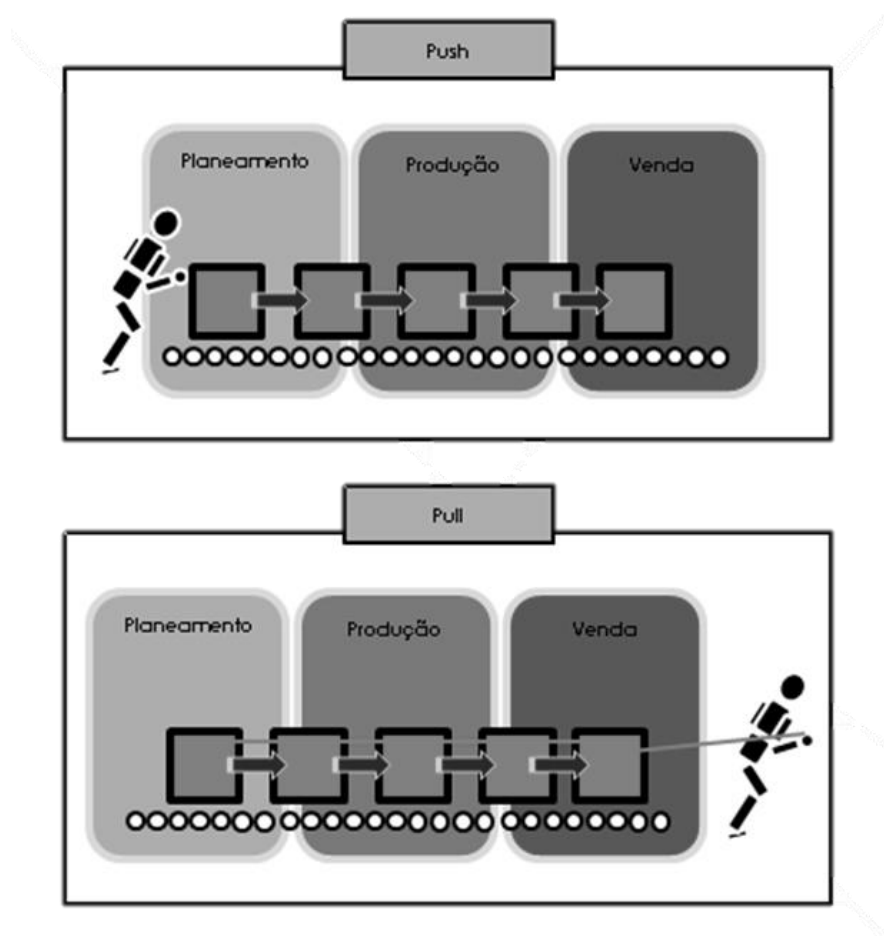 Push
Planeamento
Produção
Venda
Pull
Planeamento
Produção
Venda